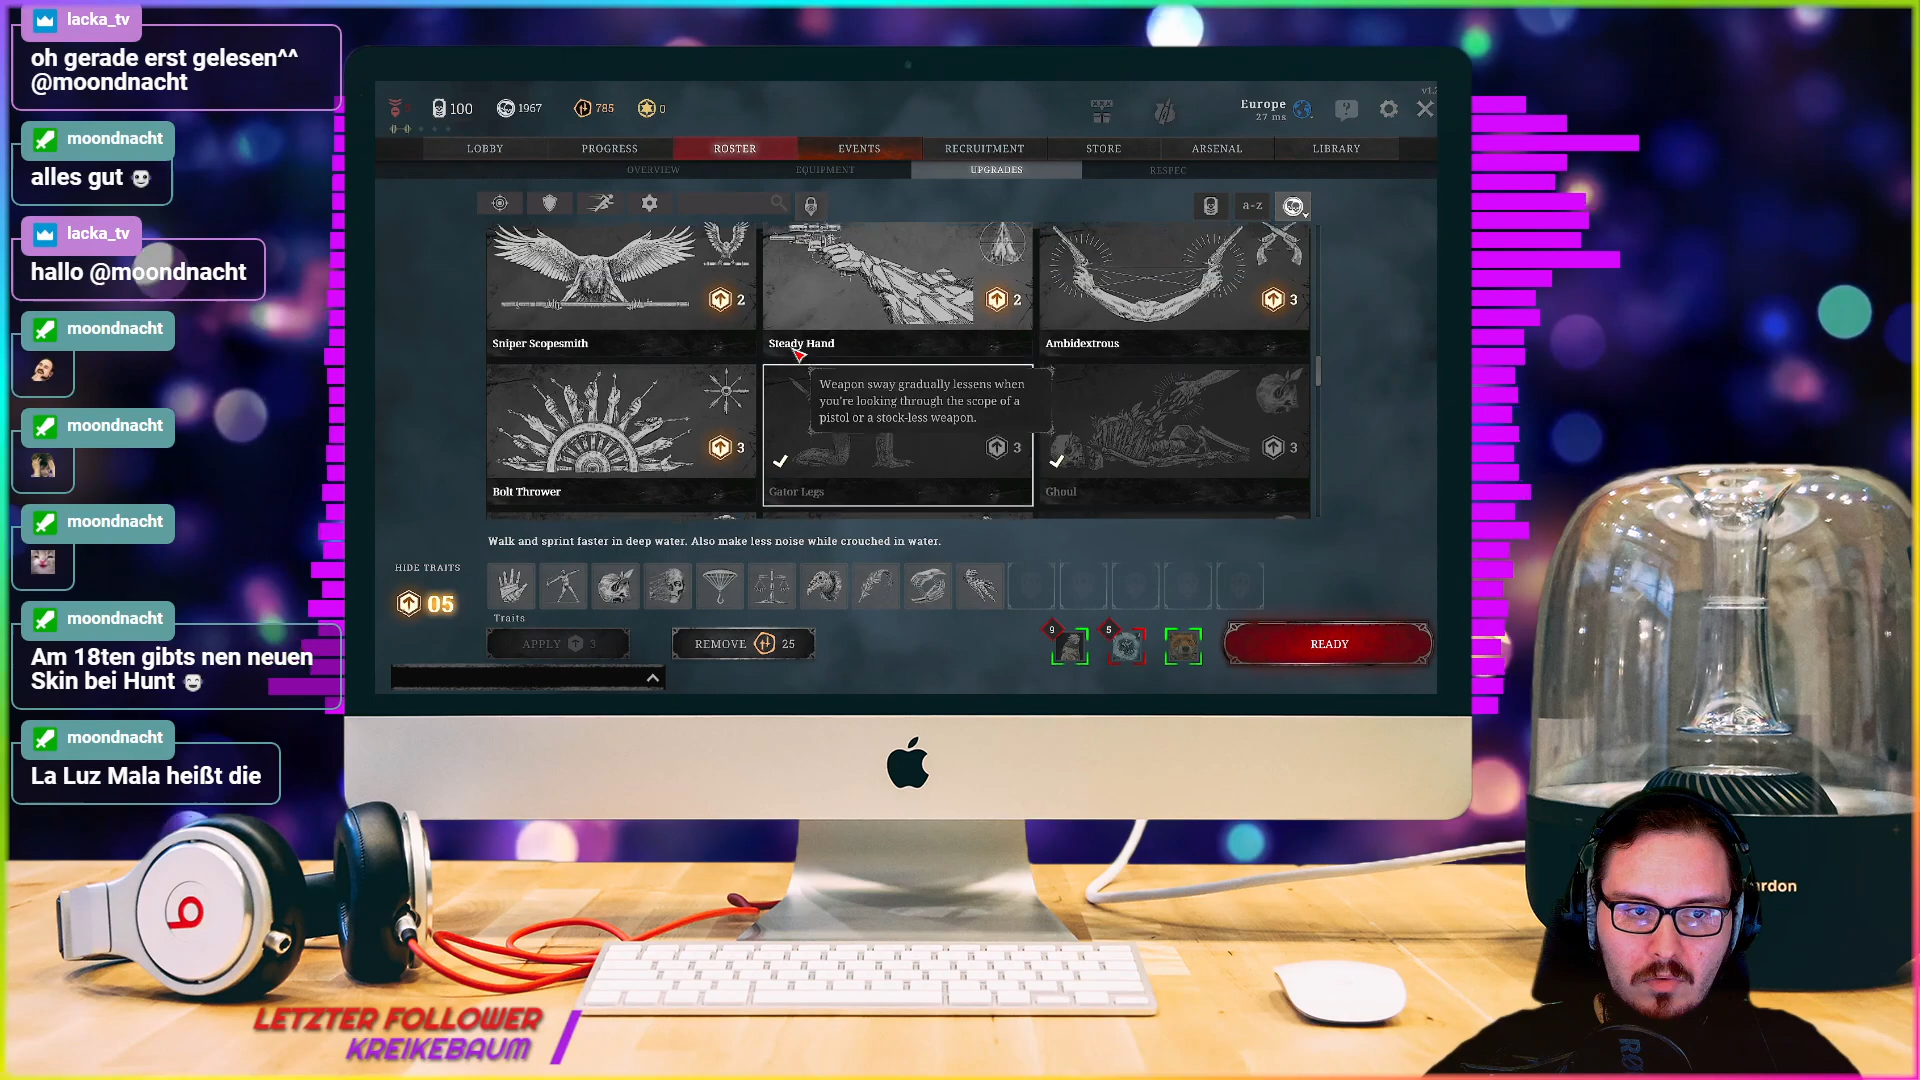 lacka_tv
oh gerade erst gelesen^^
@moondnacht
moondnacht
alles gut
lacka_tv
hallo @moondnacht
moondnacht
moondnacht
moondnacht
moondnacht
Am 18ten gibts nen neuen
Skin bei Hunt
moondnacht
La Luz Mala heißt die
100
1967
785
0
Europe
27 ms
LOBBY
PROGRESS
ROSTER
EVENTS
RECRUITMENT
STORE
ARSENAL
LIBRARY
OVERVIEW
EQUIPMENT
UPGRADES
RESPEC
a-z
2
2
3
Sniper Scopesmith
Steady Hand
Ambidextrous
Weapon sway gradually lessens when
you're looking through the scope of a
pistol or a stock-less weapon.
3
3
3
Bolt Thrower
Gator Legs
Ghoul
Walk and sprint faster in deep water. Also make less noise while crouched in water.
HIDE TRAITS
05
Traits
APPLY 3
REMOVE 25
9
5
READY
LETZTER FOLLOWER
KREIKEBAUM